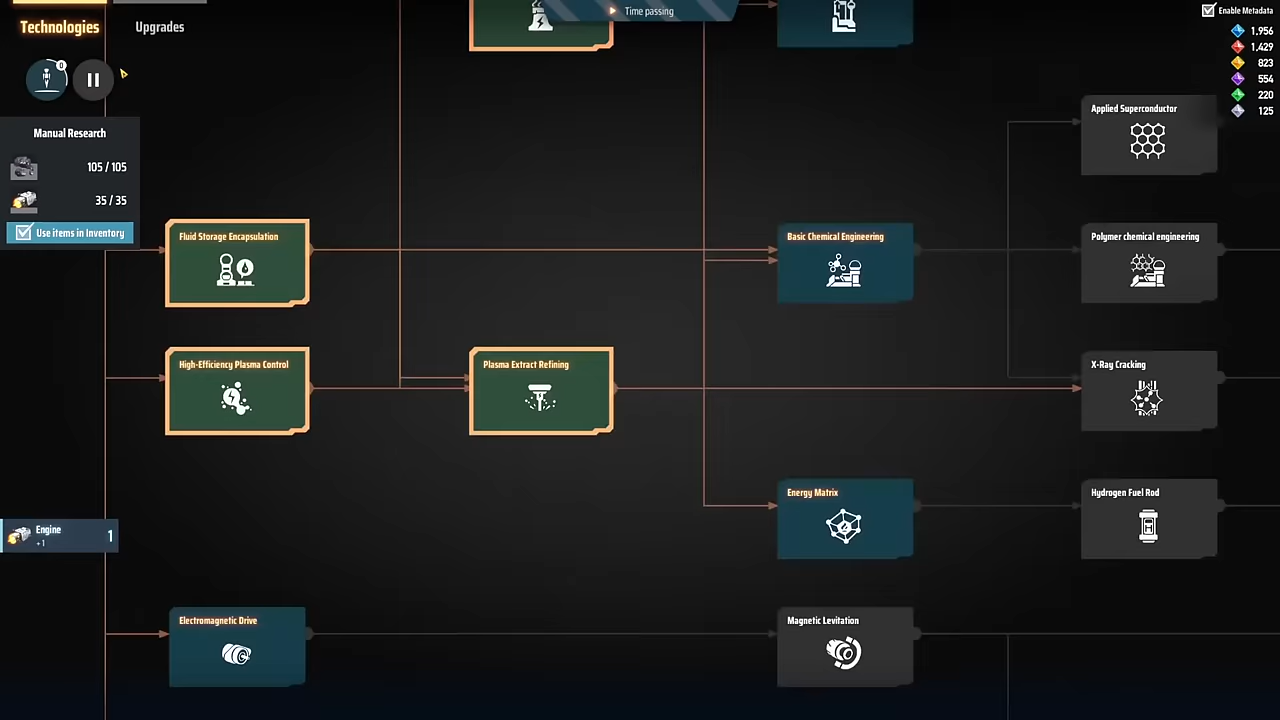 Technologies
Upgrades
Time passing
Enable Metadata
1.956
1.429
823
554
220
125
0
Manual Research
105 / 105
35 / 35
Use items in Inventory
Applied Superconductor
Fluid Storage Encapsulation
Basic Chemical Engineering
Polymer chemical engineering
High-Efficiency Plasma Control
Plasma Extract Refining
X-Ray Cracking
Energy Matrix
Hydrogen Fuel Rod
Engine
+1
1
Electromagnetic Drive
Magnetic Levitation